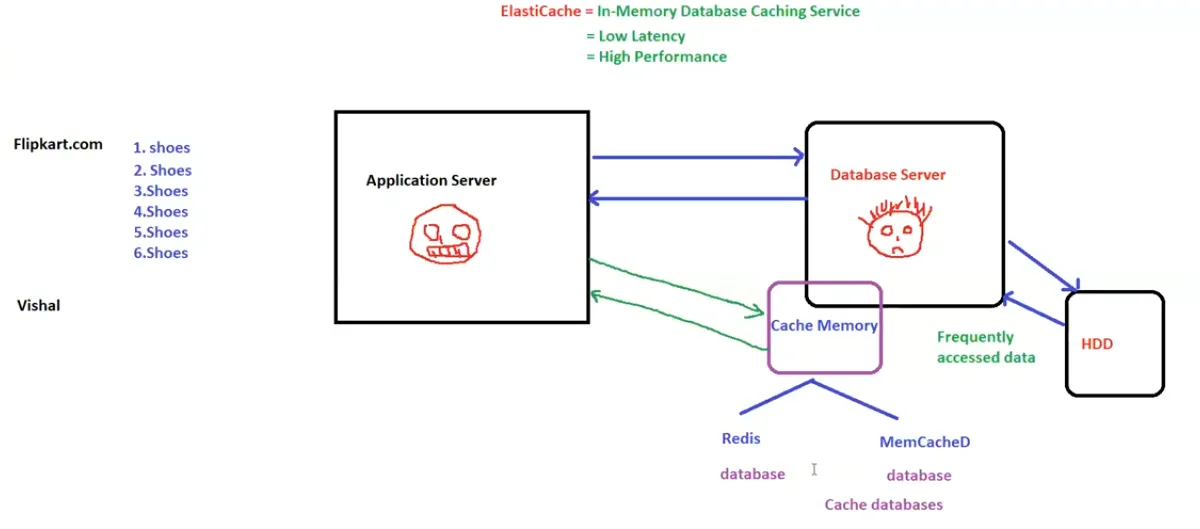 ElastiCache = In-Memory Database Caching Service
= Low Latency
= High Performance
Flipkart.com
1. shoes
2. Shoes
3.Shoes
4.Shoes
5.Shoes
6.Shoes
Vishal
Application Server
Database Server
Cache Memory
Frequently
accessed data
HDD
Redis
MemCacheD
database
database
Cache databases